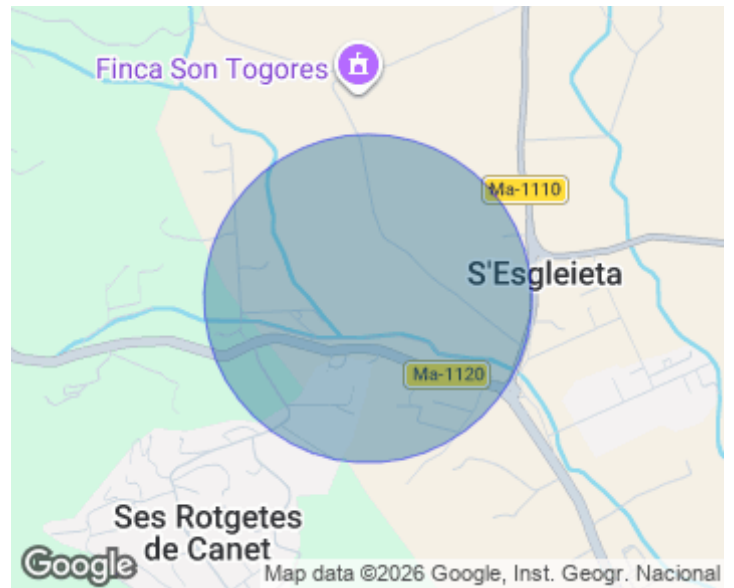 Finca Son Togores
Ma-1110
S'Esgleieta
Ma-1120
Ses Rotgetes
de Canet
Google
Map data ©2026 Google, Inst. Geogr. Nacional